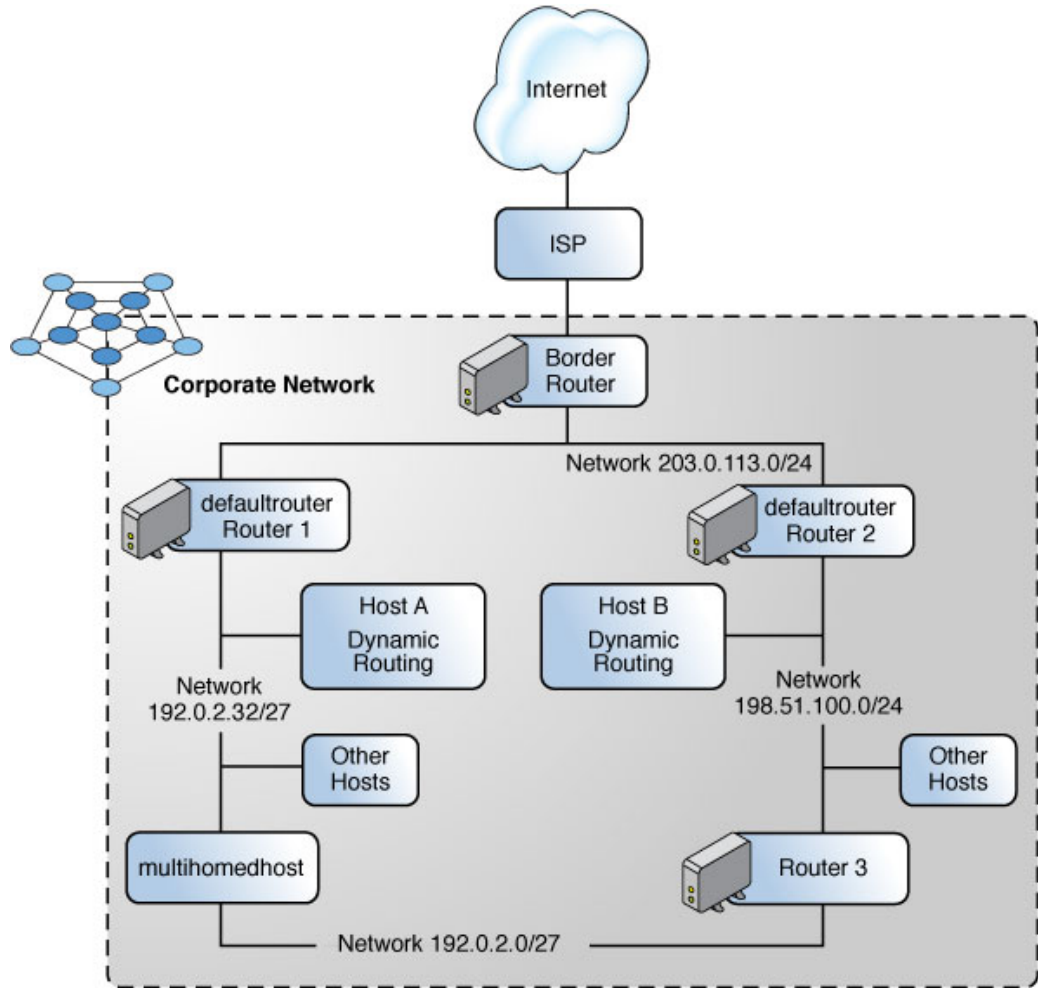 Internet
ISP
Border
Router
Corporate Network
Network 203.0.113.0/24
defaultrouter
Router 1
defaultrouter
Router 2
Host A
Dynamic
Routing
Host B
Dynamic
Routing
Network
192.0.2.32/27
Network
198.51.100.0/24
Other
Hosts
Other
Hosts
multihomedhost
Router 3
Network 192.0.2.0/27